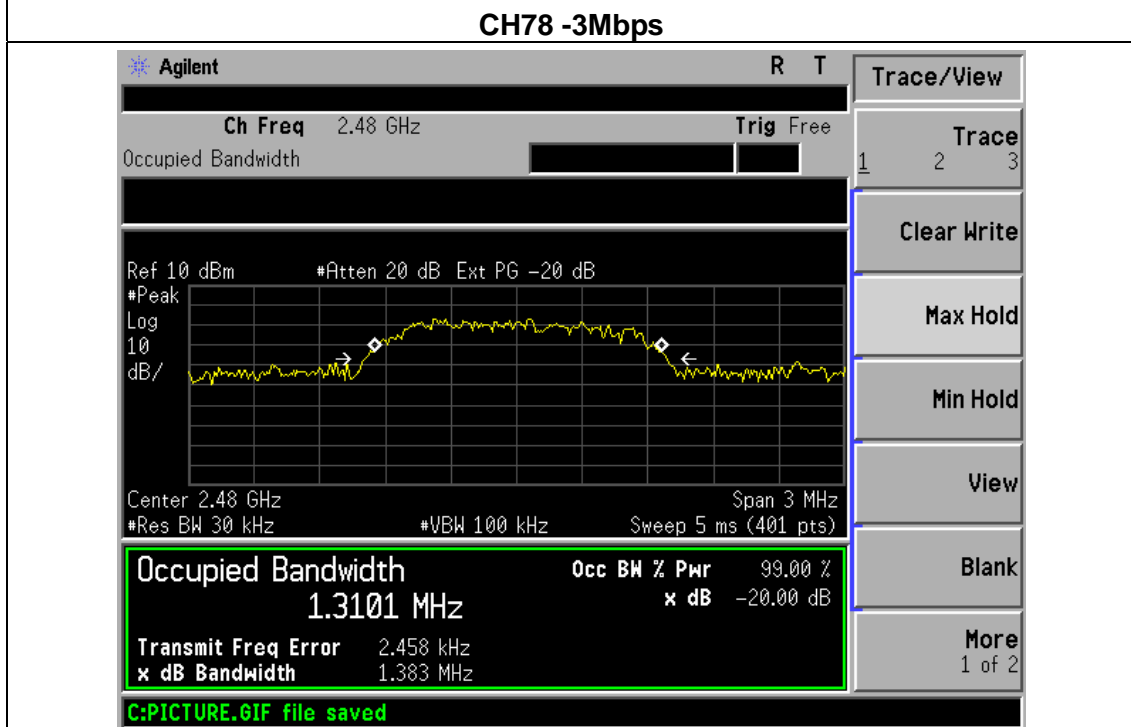 CH78 -3Mbps
Agilent R T
Trace/View
Ch Freq 2.48 GHz Trig Free
Occupied Bandwidth
Trace
1 2 3
Clear Write
Ref 10 dBm #Atten 20 dB Ext PG -20 dB
#Peak
Log
10
dB/
Max Hold
Min Hold
View
Center 2.48 GHz Span 3 MHz
#Res BW 30 kHz #VBW 100 kHz Sweep 5 ms (401 pts)
Occupied Bandwidth Occ BW % Pwr 99.00 %
1.3101 MHz x dB -20.00 dB
Blank
Transmit Freq Error 2.458 kHz
x dB Bandwidth 1.383 MHz
More
1 of 2
C:PICTURE.GIF file saved